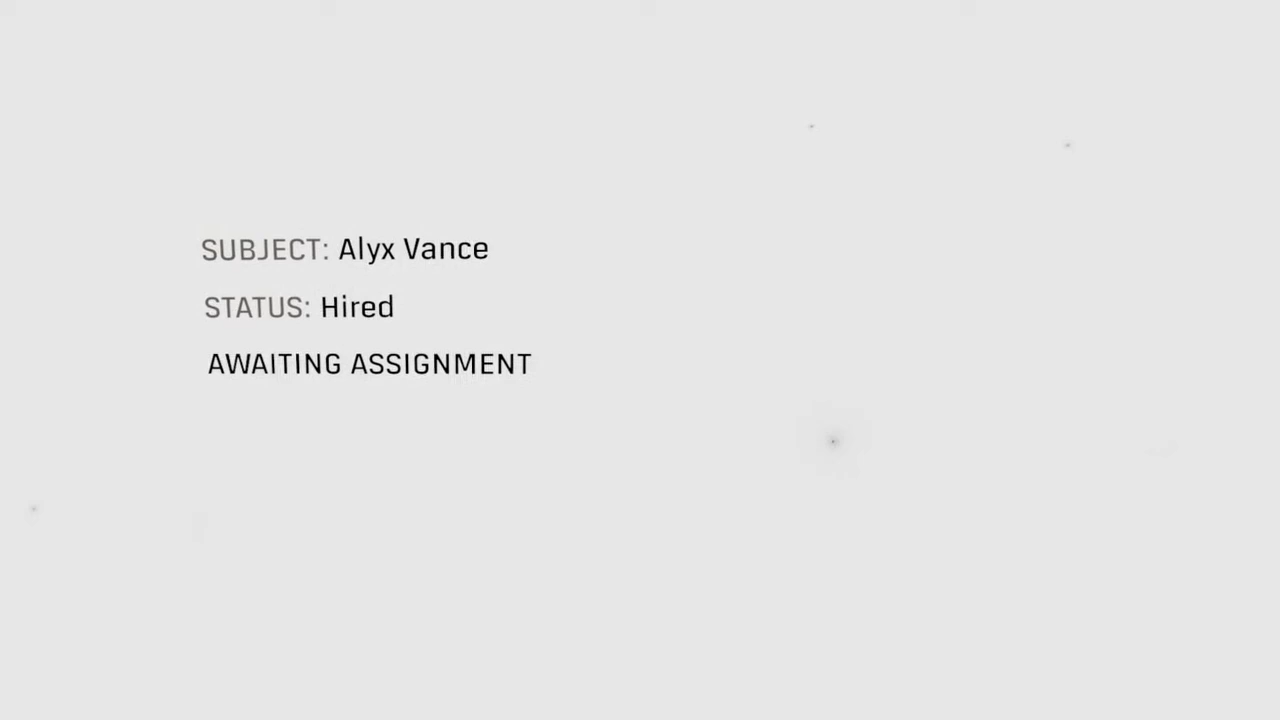 SUBJECT: Alyx Vance
STATUS: Hired
AWAITING ASSIGNMENT